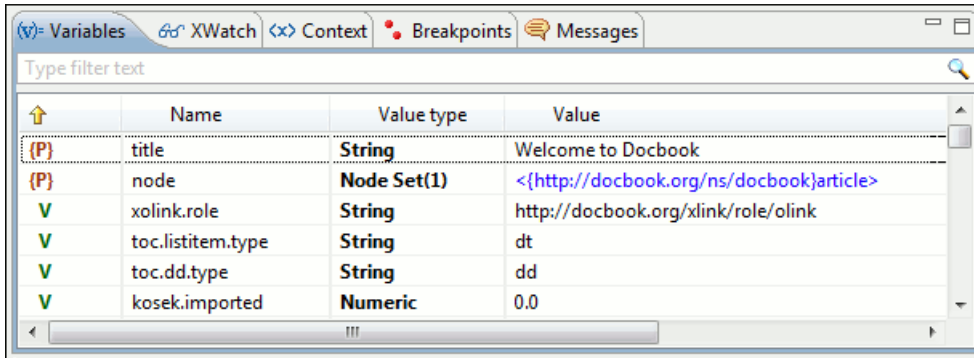 (V)= Variables XWatch <x> Context Breakpoints Messages
Type filter text
Name Value type Value
{P} title String Welcome to Docbook
{P} node Node Set(1) <{http://docbook.org/ns/docbook}article>
V xolink.role String http://docbook.org/xlink/role/olink
V toc.listitem.type String dt
V toc.dd.type String dd
V kosek.imported Numeric 0.0